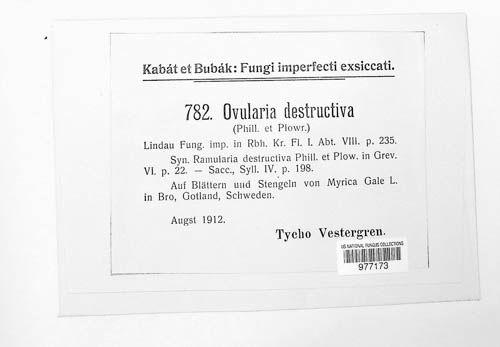 Kabát et Bubák: Fungi imperfecti exsiccati.
782. Ovularia destructiva
(Phill. et Plowr.)
Lindau Fung. imp. in Rbh. Kr. Fl. I. Abt. VIII. p. 235.
Syn. Ramularia destructiva Phill. et Plow. in Grev.
VI. p. 22. — Sacc., Syll. IV. p. 198.
Auf Blättern und Stengeln von Myrica Gale L.
in Bro, Gotland, Schweden.
Augst 1912.
Tycho Vestergren.
US NATIONAL FUNGUS COLLECTIONS
977173